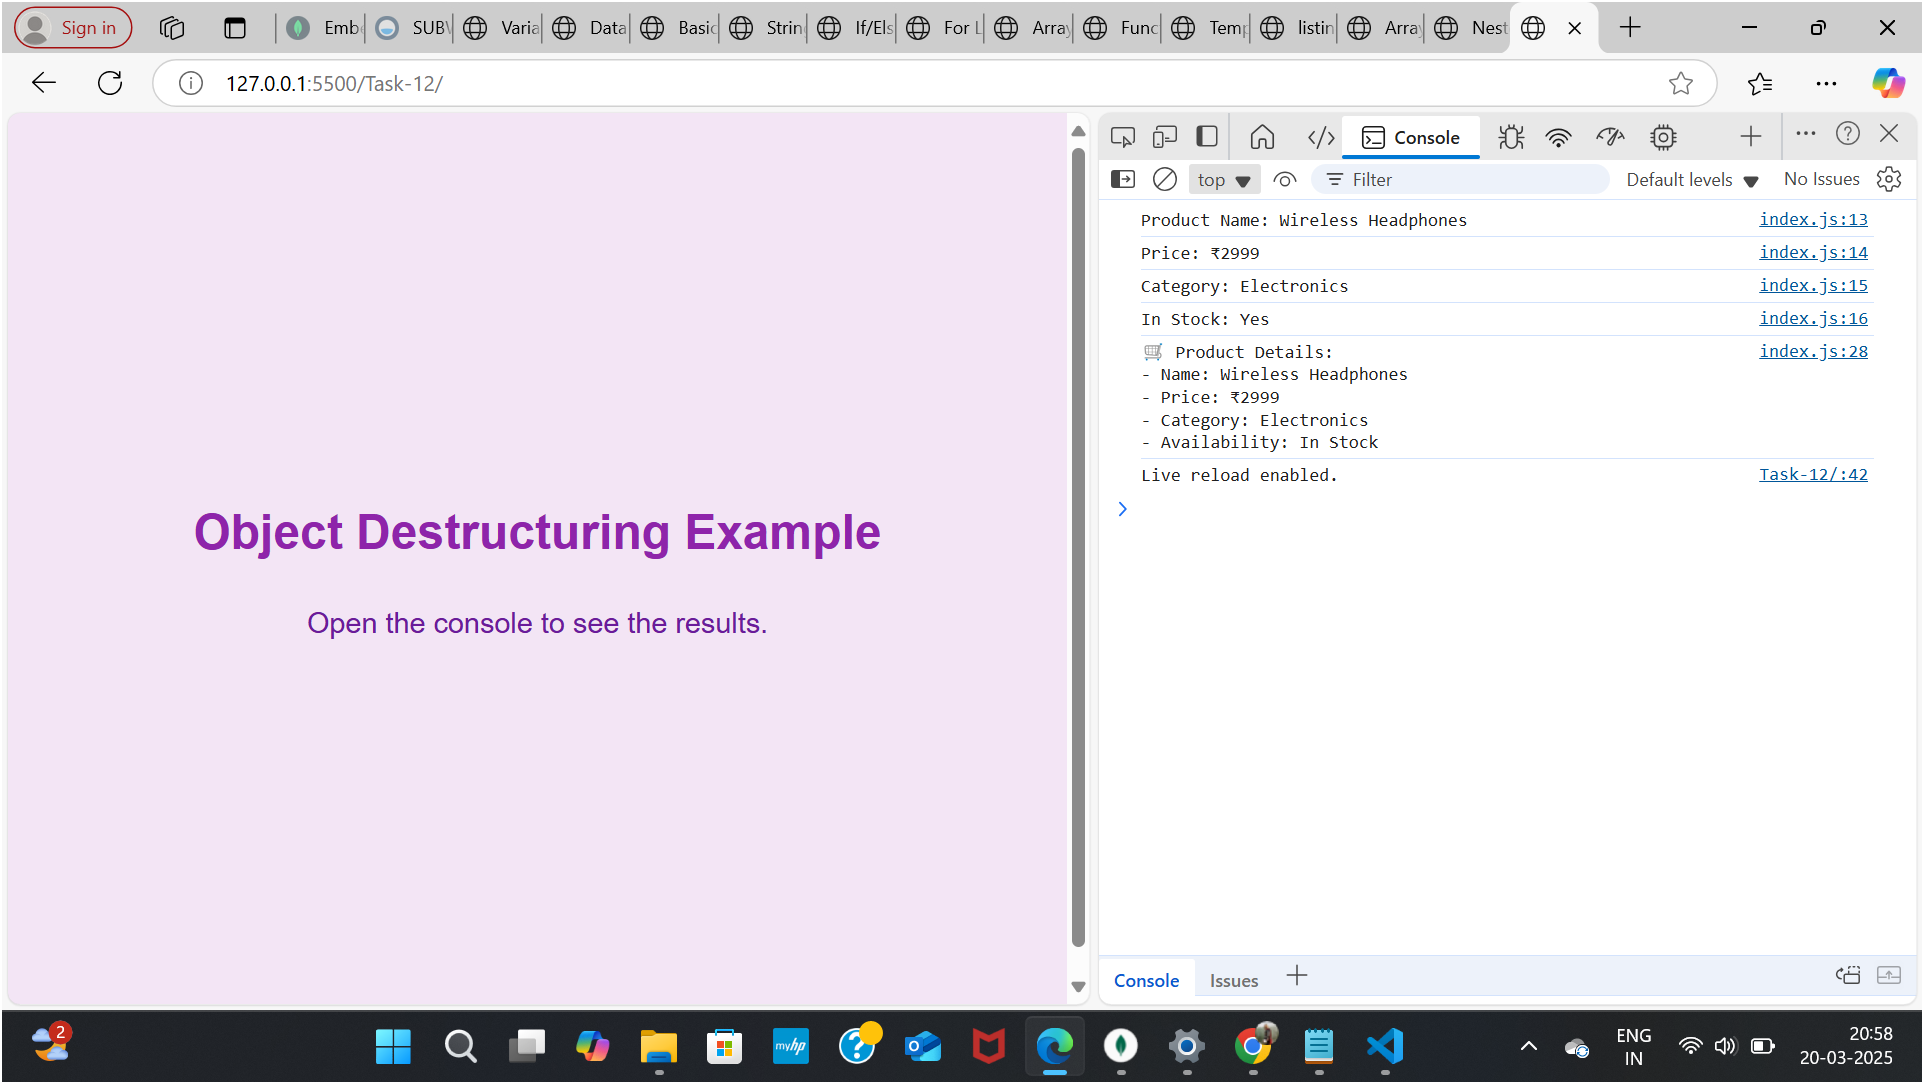 Sign in
Emb
SUBV
Varia
Data
Basic
String
If/Els
For L
Array
Func
Temp
listin
Array
Nest
127.0.0.1:5500/Task-12/
Console
top
Filter
Default levels
No Issues
Product Name: Wireless Headphones index.js:13
Price: ₹2999 index.js:14
Category: Electronics index.js:15
In Stock: Yes index.js:16
🛒 Product Details: index.js:28
- Name: Wireless Headphones
- Price: ₹2999
- Category: Electronics
- Availability: In Stock
Live reload enabled. Task-12/:42
Object Destructuring Example
Open the console to see the results.
Console
Issues
2
myhp
ENG
IN
20:58
20-03-2025